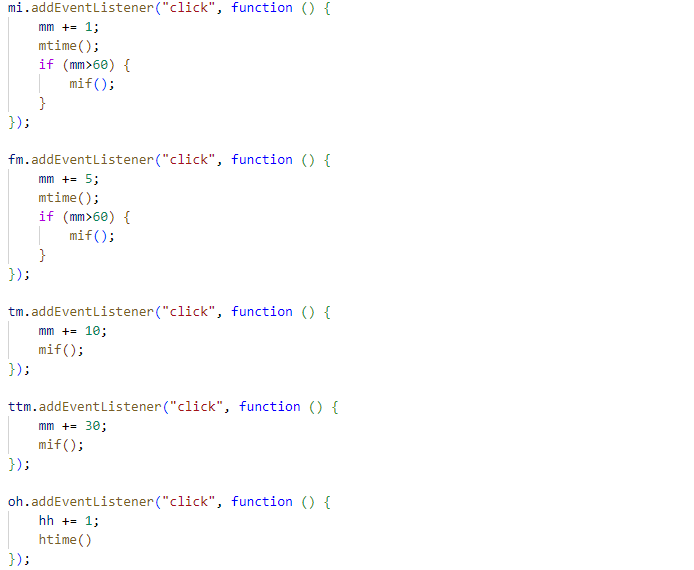 mi.addEventListener("click", function () {
    mm += 1;
    mtime();
    if (mm>60) {
        mif();
    }
});

fm.addEventListener("click", function () {
    mm += 5;
    mtime();
    if (mm>60) {
        mif();
    }
});

tm.addEventListener("click", function () {
    mm += 10;
    mif();
});

ttm.addEventListener("click", function () {
    mm += 30;
    mif();
});

oh.addEventListener("click", function () {
    hh += 1;
    htime()
});